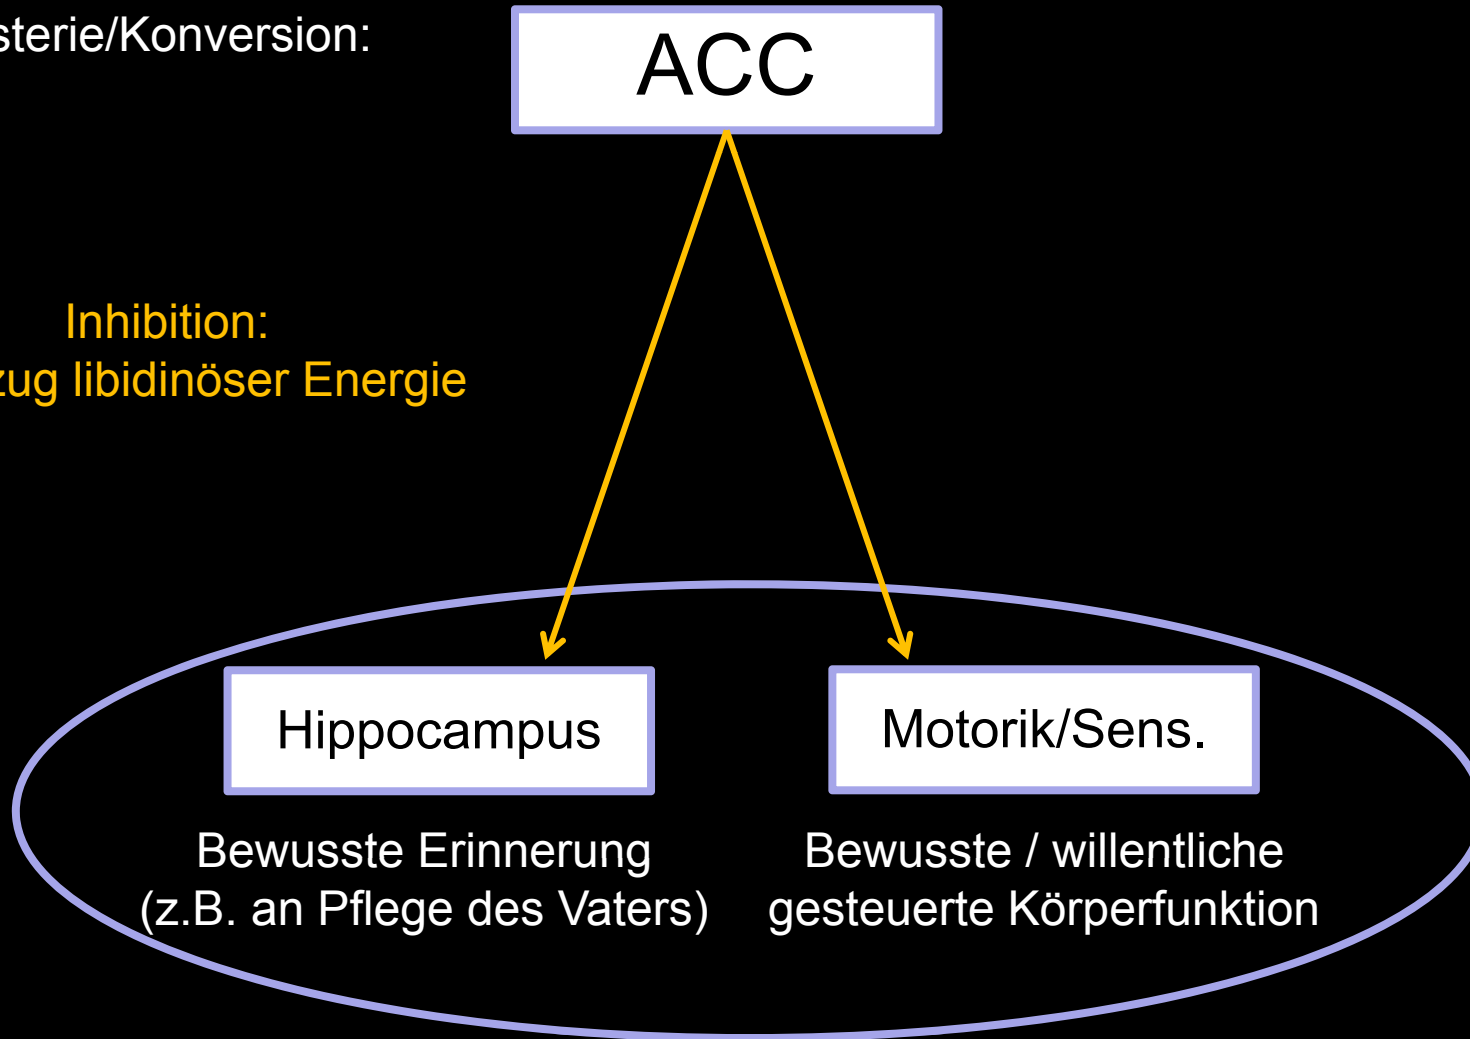 sterie/Konversion:
ACC
Inhibition:
zug libidinöser Energie
Hippocampus
Motorik/Sens.
Bewusste Erinnerung
(z.B. an Pflege des Vaters)
Bewusste / willentliche
gesteuerte Körperfunktion